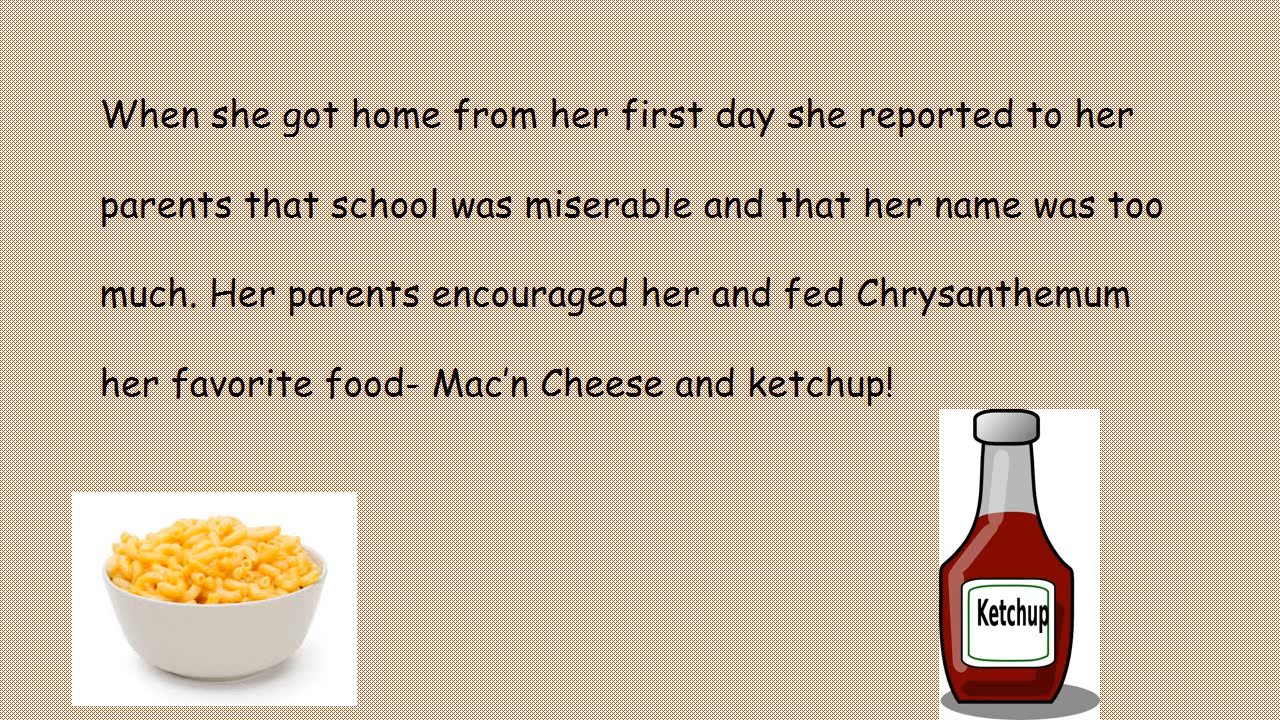 When she got home from her first day she reported to her
parents that school was miserable and that her name was too
much. Her parents encouraged her and fed Chrysanthemum
her favorite food- Mac’n Cheese and ketchup!
Ketchup